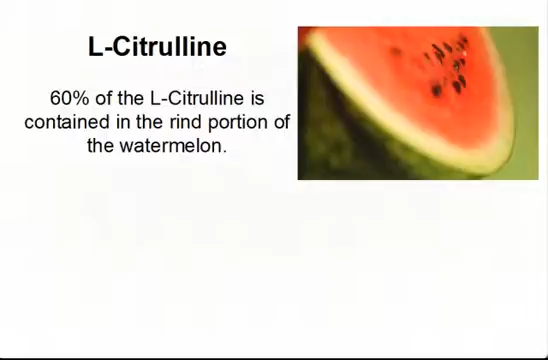 L-Citrulline
60% of the L-Citrulline is
contained in the rind portion of
the watermelon.